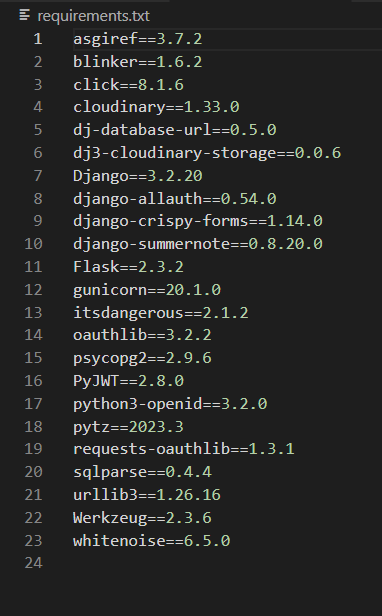 requirements.txt
1 asgiref==3.7.2
2 blinker==1.6.2
3 click==8.1.6
4 cloudinary==1.33.0
5 dj-database-url==0.5.0
6 dj3-cloudinary-storage==0.0.6
7 Django==3.2.20
8 django-allauth==0.54.0
9 django-crispy-forms==1.14.0
10 django-summernote==0.8.20.0
11 Flask==2.3.2
12 gunicorn==20.1.0
13 itsdangerous==2.1.2
14 oauthlib==3.2.2
15 psycopg2==2.9.6
16 PyJWT==2.8.0
17 python3-openid==3.2.0
18 pytz==2023.3
19 requests-oauthlib==1.3.1
20 sqlparse==0.4.4
21 urllib3==1.26.16
22 Werkzeug==2.3.6
23 whitenoise==6.5.0
24